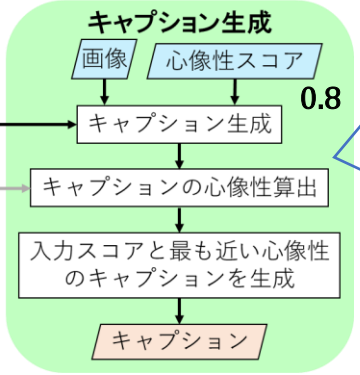 キャプション生成
画像
心像性スコア
0.8
キャプション生成
キャプションの心像性算出
入力スコアと最も近い心像性
のキャプションを生成
キャプション